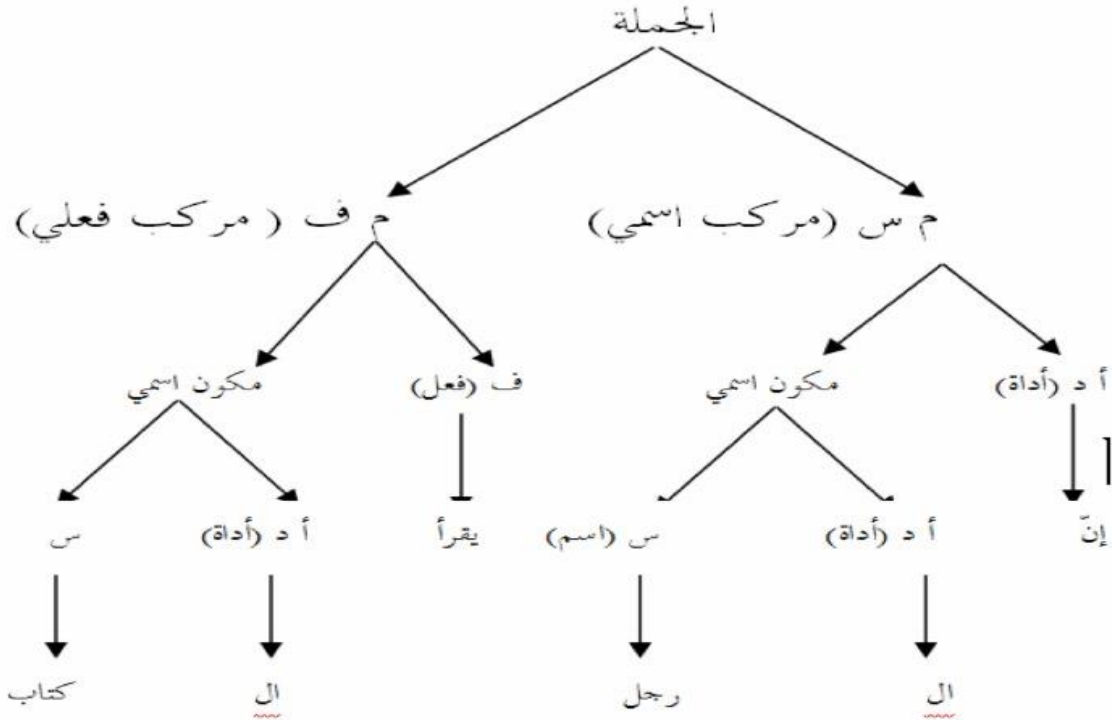 الجملة
م س (مركب اسمي) م ف ( مركب فعلي)
أ د (أداة) مكون اسمي ف (فعل) مكون اسمي
إنّ أ د (أداة) س (اسم) يقرأ أ د (أداة) س
ال رجل ال كتاب